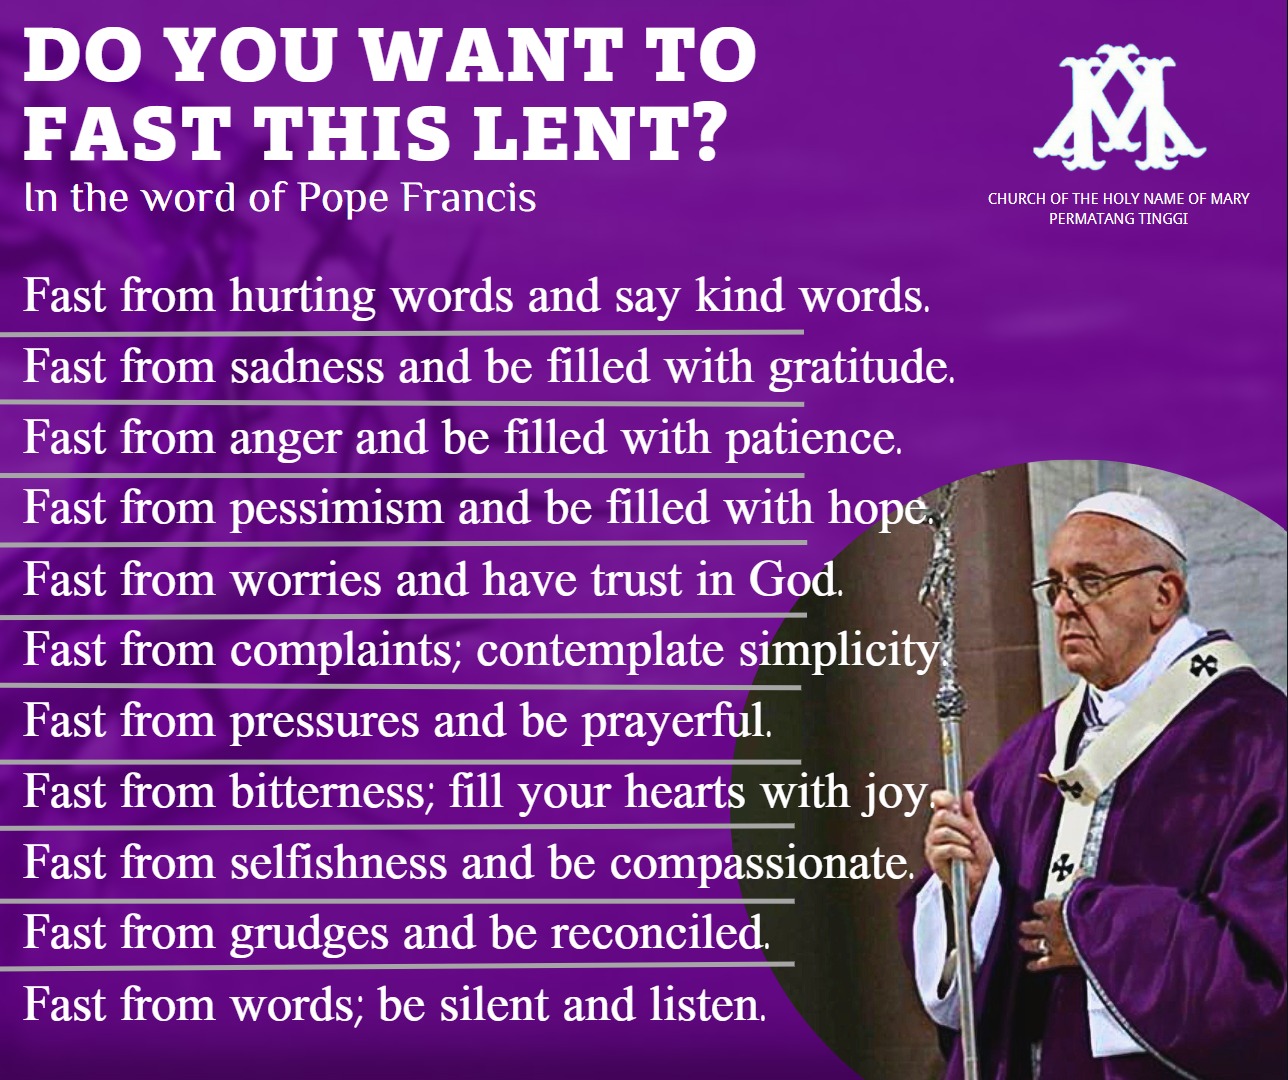 DO YOU WANT TO
FAST THIS LENT?
In the word of Pope Francis
CHURCH OF THE HOLY NAME OF MARY
PERMATANG TINGGI
Fast from hurting words and say kind words.
Fast from sadness and be filled with gratitude.
Fast from anger and be filled with patience.
Fast from pessimism and be filled with hope.
Fast from worries and have trust in God.
Fast from complaints; contemplate simplicity.
Fast from pressures and be prayerful.
Fast from bitterness; fill your hearts with joy.
Fast from selfishness and be compassionate.
Fast from grudges and be reconciled.
Fast from words; be silent and listen.